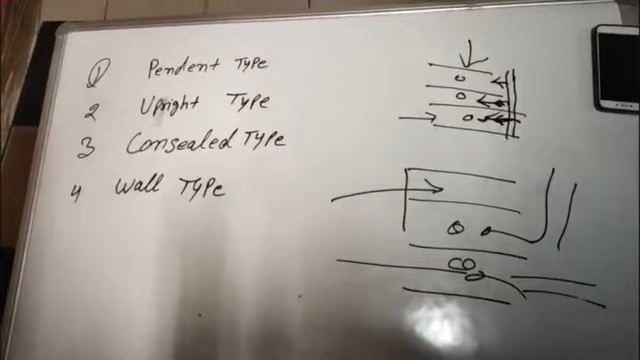 1 Pendent Type
2 Upright Type
3 Consealed Type
4 Wall Type